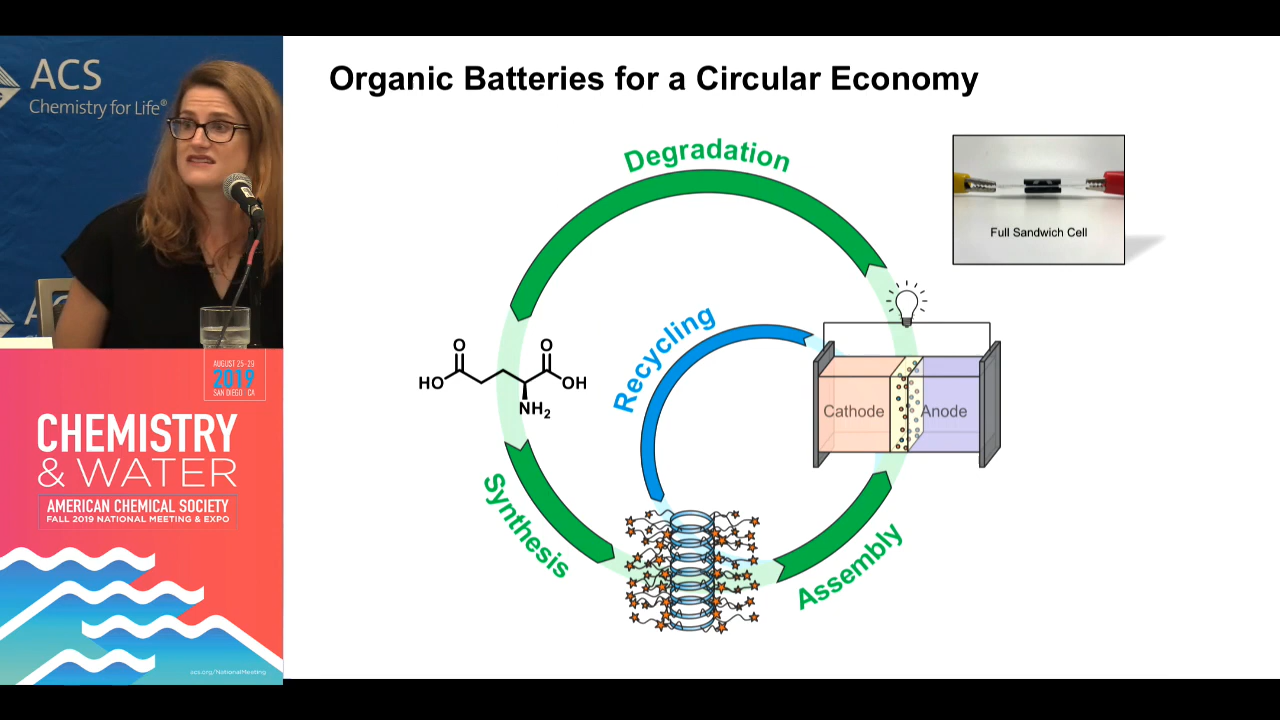 ACS
Chemistry for Life®
Organic Batteries for a Circular Economy
Degradation
Full Sandwich Cell
Recycling
O
O
HO
OH
NH2
Cathode
Anode
Synthesis
Assembly
AUGUST 25-29
2019
SAN DIEGO CA
CHEMISTRY
& WATER
AMERICAN CHEMICAL SOCIETY
FALL 2019 NATIONAL MEETING & EXPO
acs.org/NationalMeeting